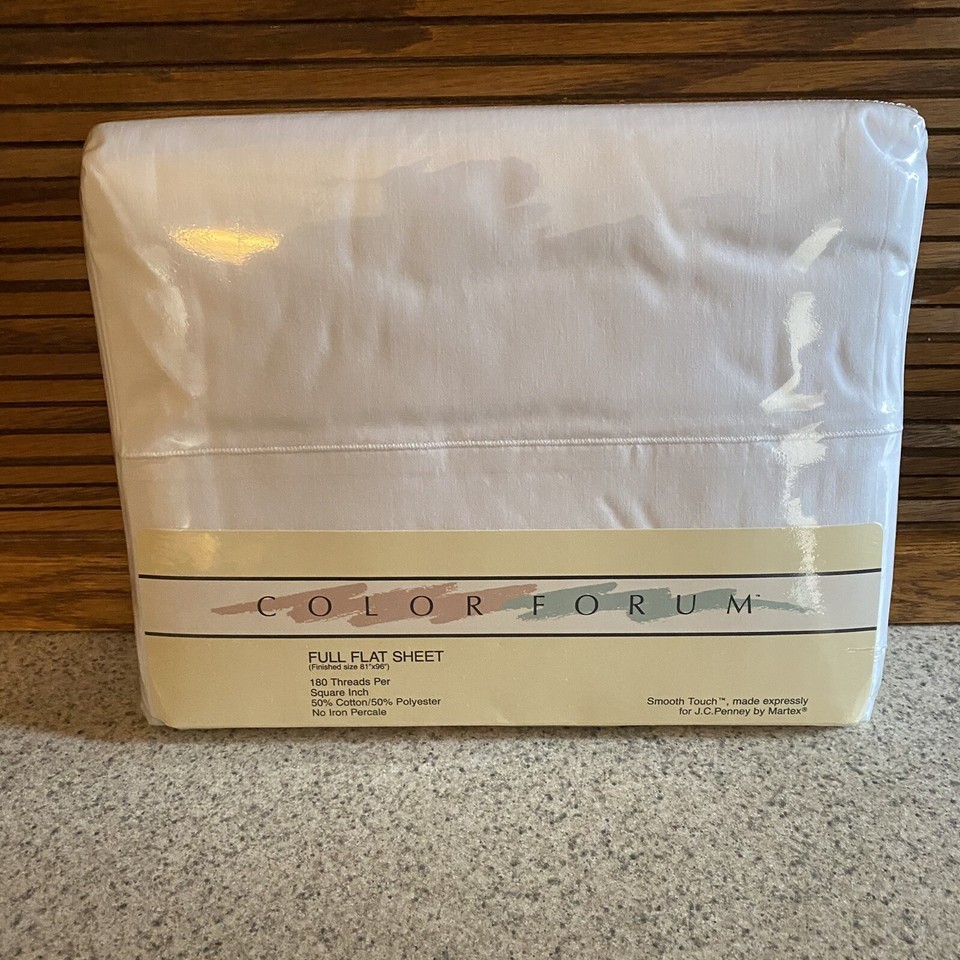 COLOR FORUM™
FULL FLAT SHEET
(Finished size 81"x96")
180 Threads Per
Square Inch
50% Cotton/50% Polyester
No Iron Percale
Smooth Touch™, made expressly
for J.C.Penney by Martex®